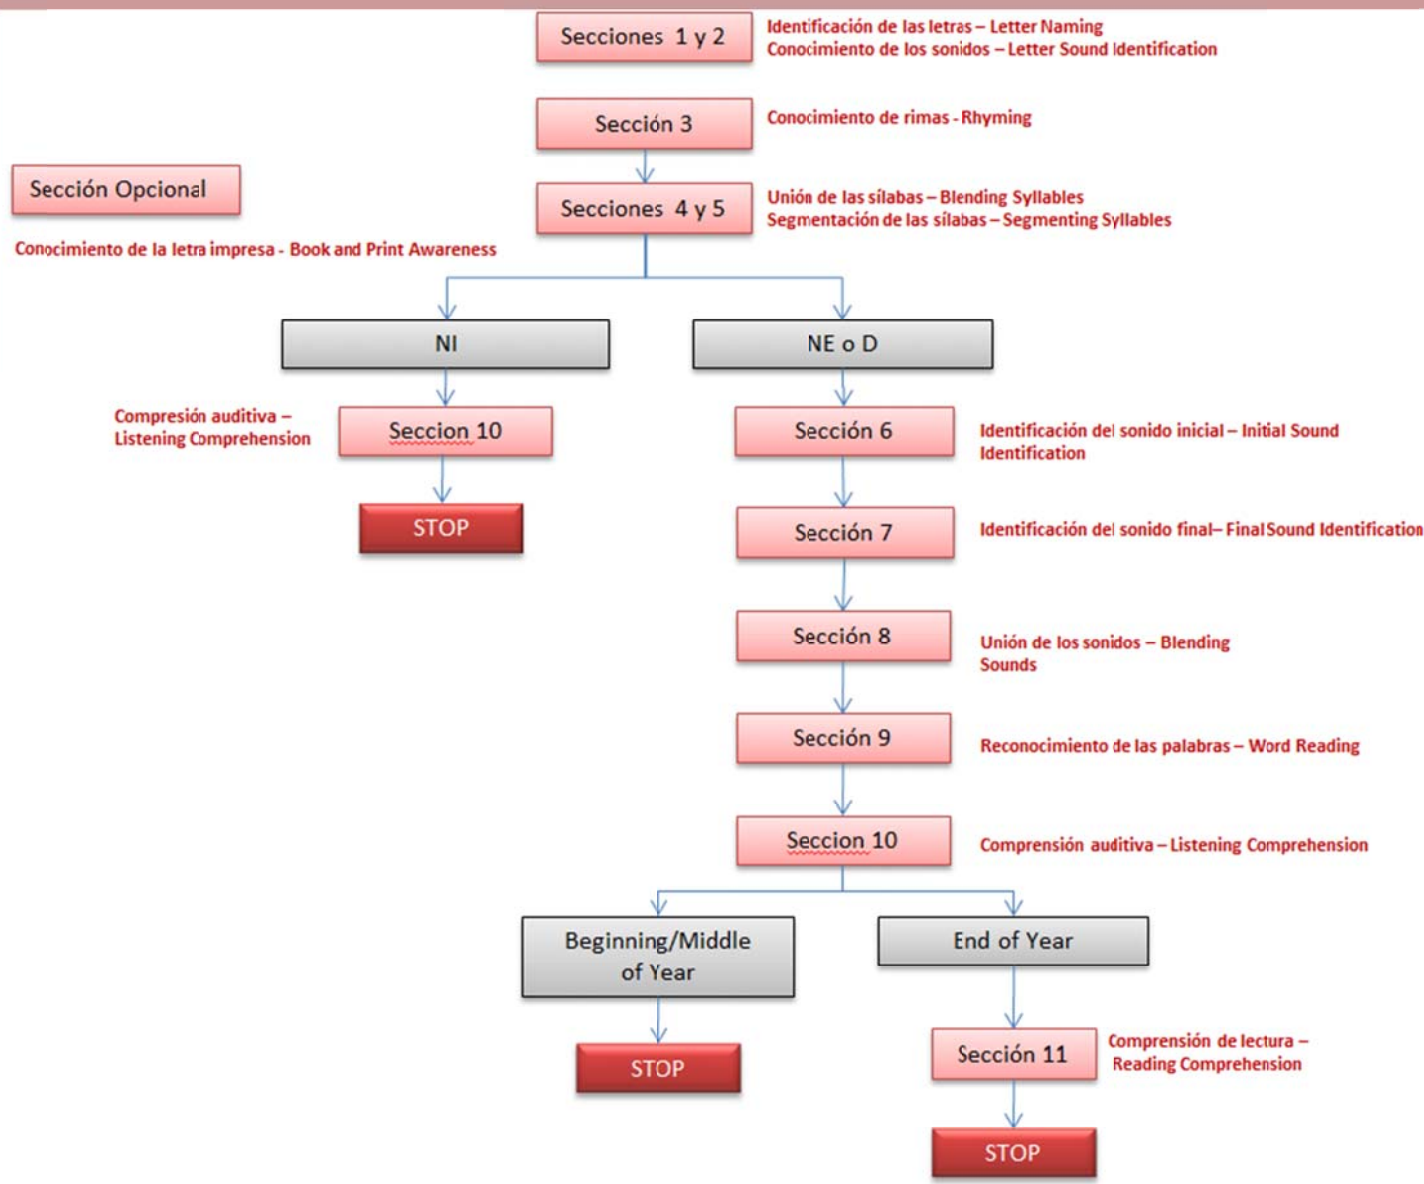 Secciones 1 y 2
Identificación de las letras – Letter Naming
Conocimiento de los sonidos – Letter Sound Identification
Sección 3
Conocimiento de rimas - Rhyming
Sección Opcional
Conocimiento de la letra impresa - Book and Print Awareness
Secciones 4 y 5
Unión de las sílabas – Blending Syllables
Segmentación de las sílabas – Segmenting Syllables
NI
NE o D
Compresión auditiva –
Listening Comprehension
Seccion 10
STOP
Sección 6
Identificación del sonido inicial – Initial Sound
Identification
Sección 7
Identificación del sonido final– Final Sound Identification
Sección 8
Unión de los sonidos – Blending
Sounds
Sección 9
Reconocimiento de las palabras – Word Reading
Seccion 10
Comprensión auditiva – Listening Comprehension
Beginning/Middle
of Year
STOP
End of Year
Sección 11
Comprensión de lectura –
Reading Comprehension
STOP